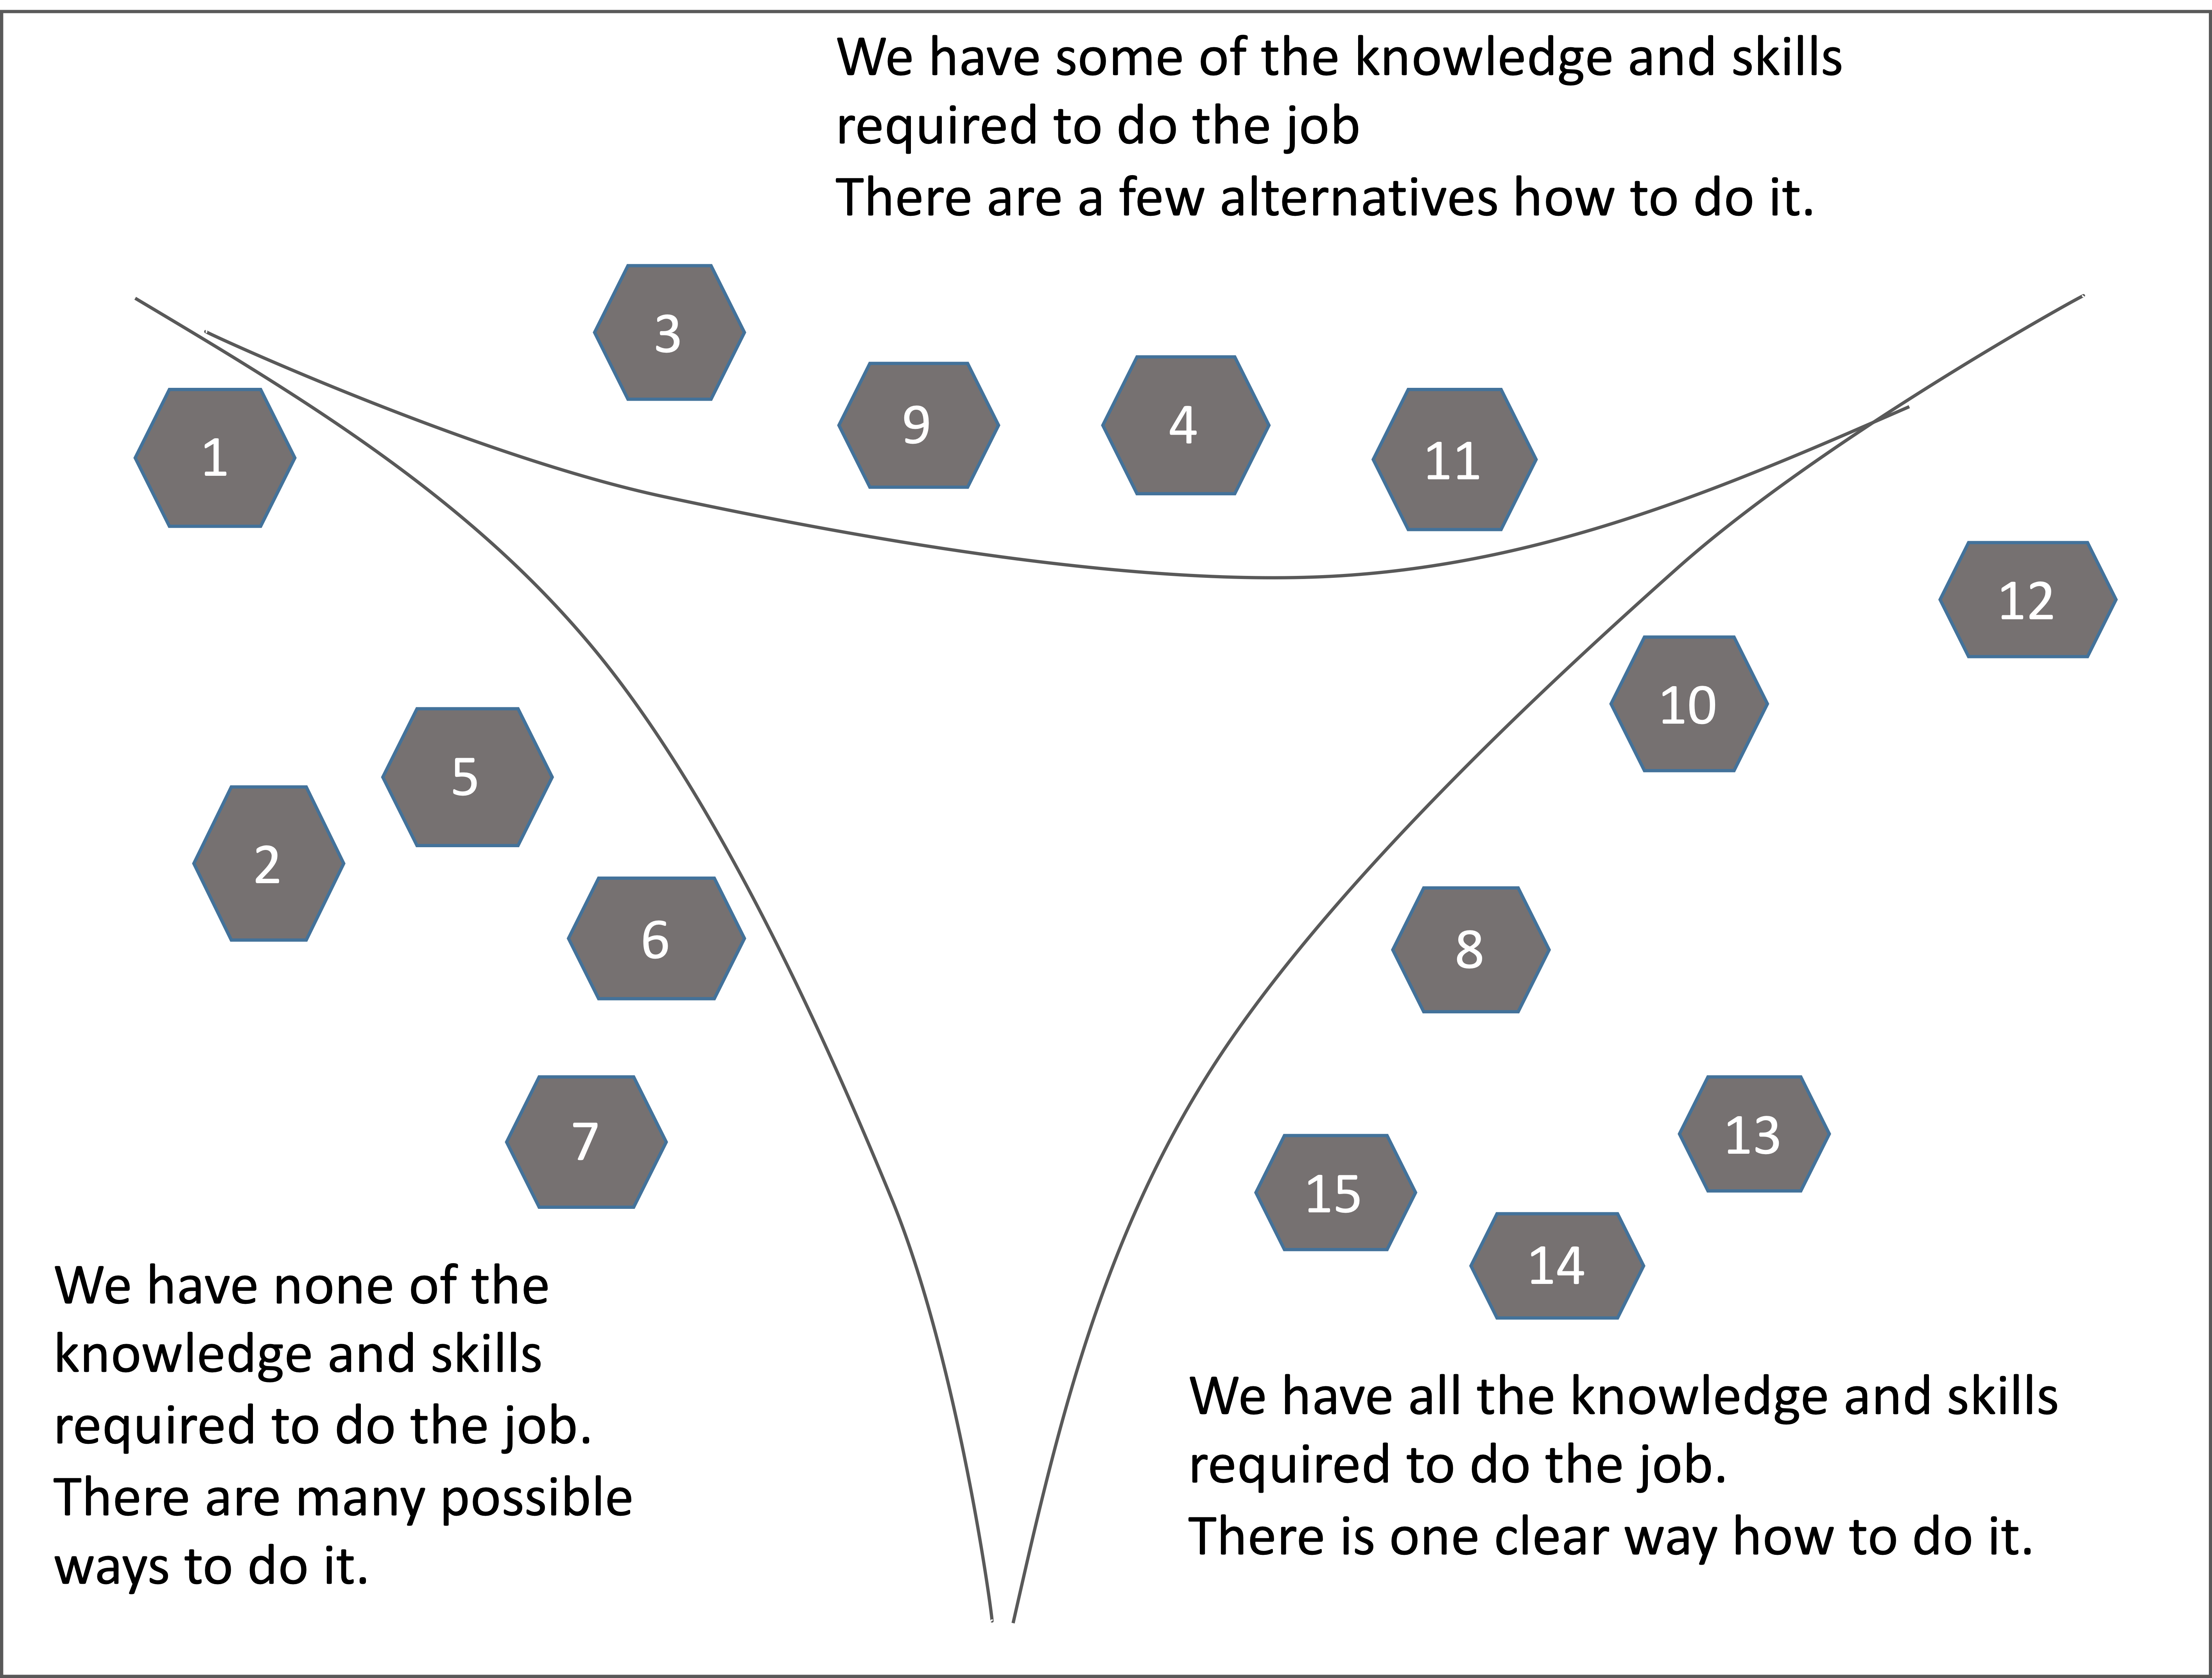 We have some of the knowledge and skills
required to do the job
There are a few alternatives how to do it.
3
9
4
11
1
12
10
5
2
6
8
7
13
15
14
We have none of the
knowledge and skills
required to do the job.
There are many possible
ways to do it.
We have all the knowledge and skills
required to do the job.
There is one clear way how to do it.